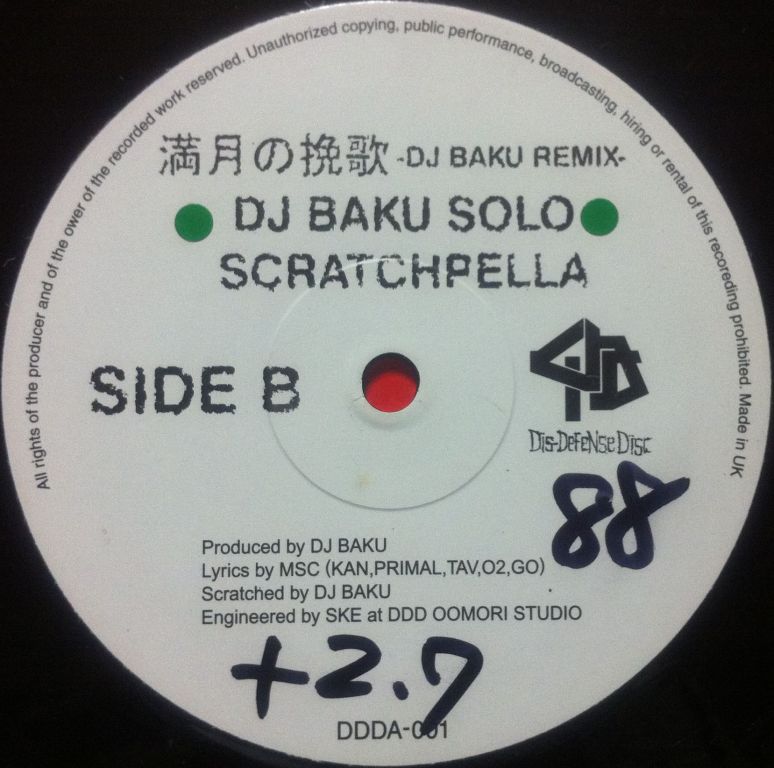 All rights of the producer and of the ower of the recorded work reserved. Unauthorized copying, public performance, broadcasting, hiring or rental of this recoreding prohibited. Made in UK
満月の挽歌 -DJ BAKU REMIX-
DJ BAKU SOLO
SCRATCHPELLA
SIDE B
DIS-DEFENSE DISC
88
Produced by DJ BAKU
Lyrics by MSC (KAN,PRIMAL,TAV,O2,GO)
Scratched by DJ BAKU
Engineered by SKE at DDD OOMORI STUDIO
+2.7
DDDA-001